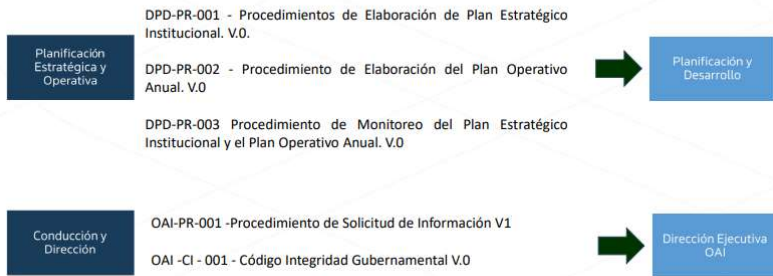 Planificación
Estratégica y
Operativa
DPD-PR-001 - Procedimientos de Elaboración de Plan Estratégico
Institucional. V.0.
DPD-PR-002 - Procedimiento de Elaboración del Plan Operativo
Anual. V.0
DPD-PR-003 Procedimiento de Monitoreo del Plan Estratégico
Institucional y el Plan Operativo Anual. V.0
Planificación y
Desarrollo
Conducción y
Dirección
OAI-PR-001 -Procedimiento de Solicitud de Información V1
OAI -CI - 001 - Código Integridad Gubernamental V.0
Dirección Ejecutiva
OAI